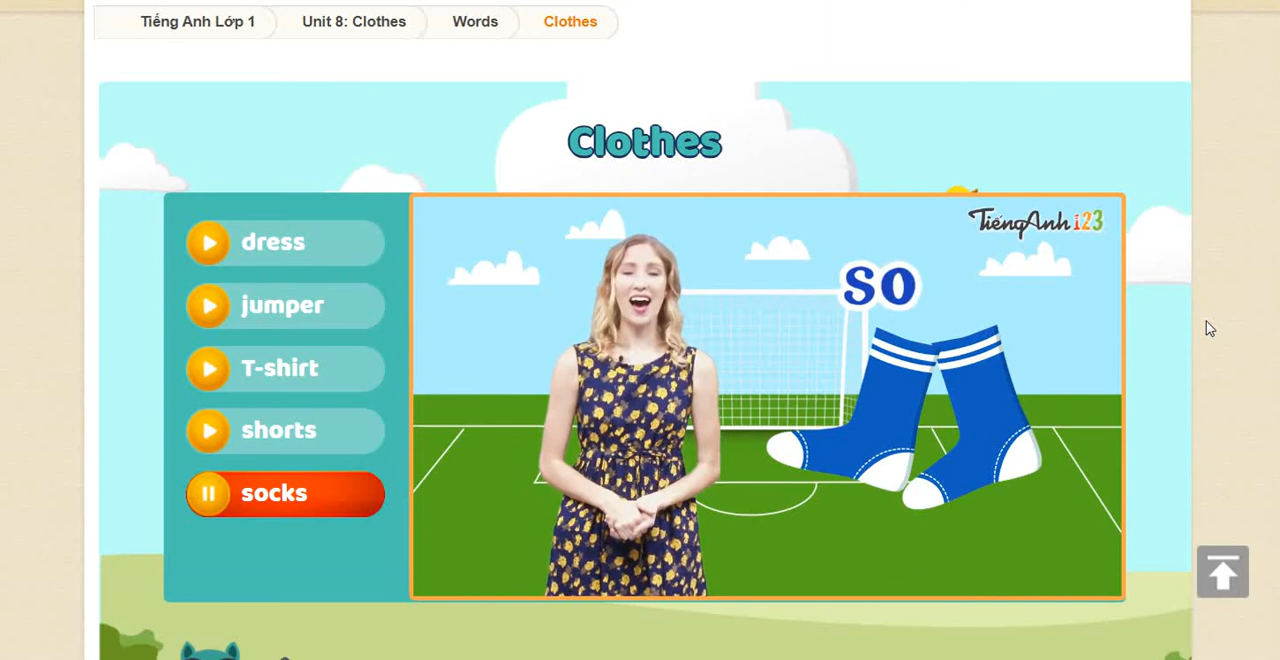 Tiếng Anh Lớp 1 Unit 8: Clothes Words Clothes
Clothes
dress
jumper
T-shirt
shorts
socks
TiếngAnh123
so